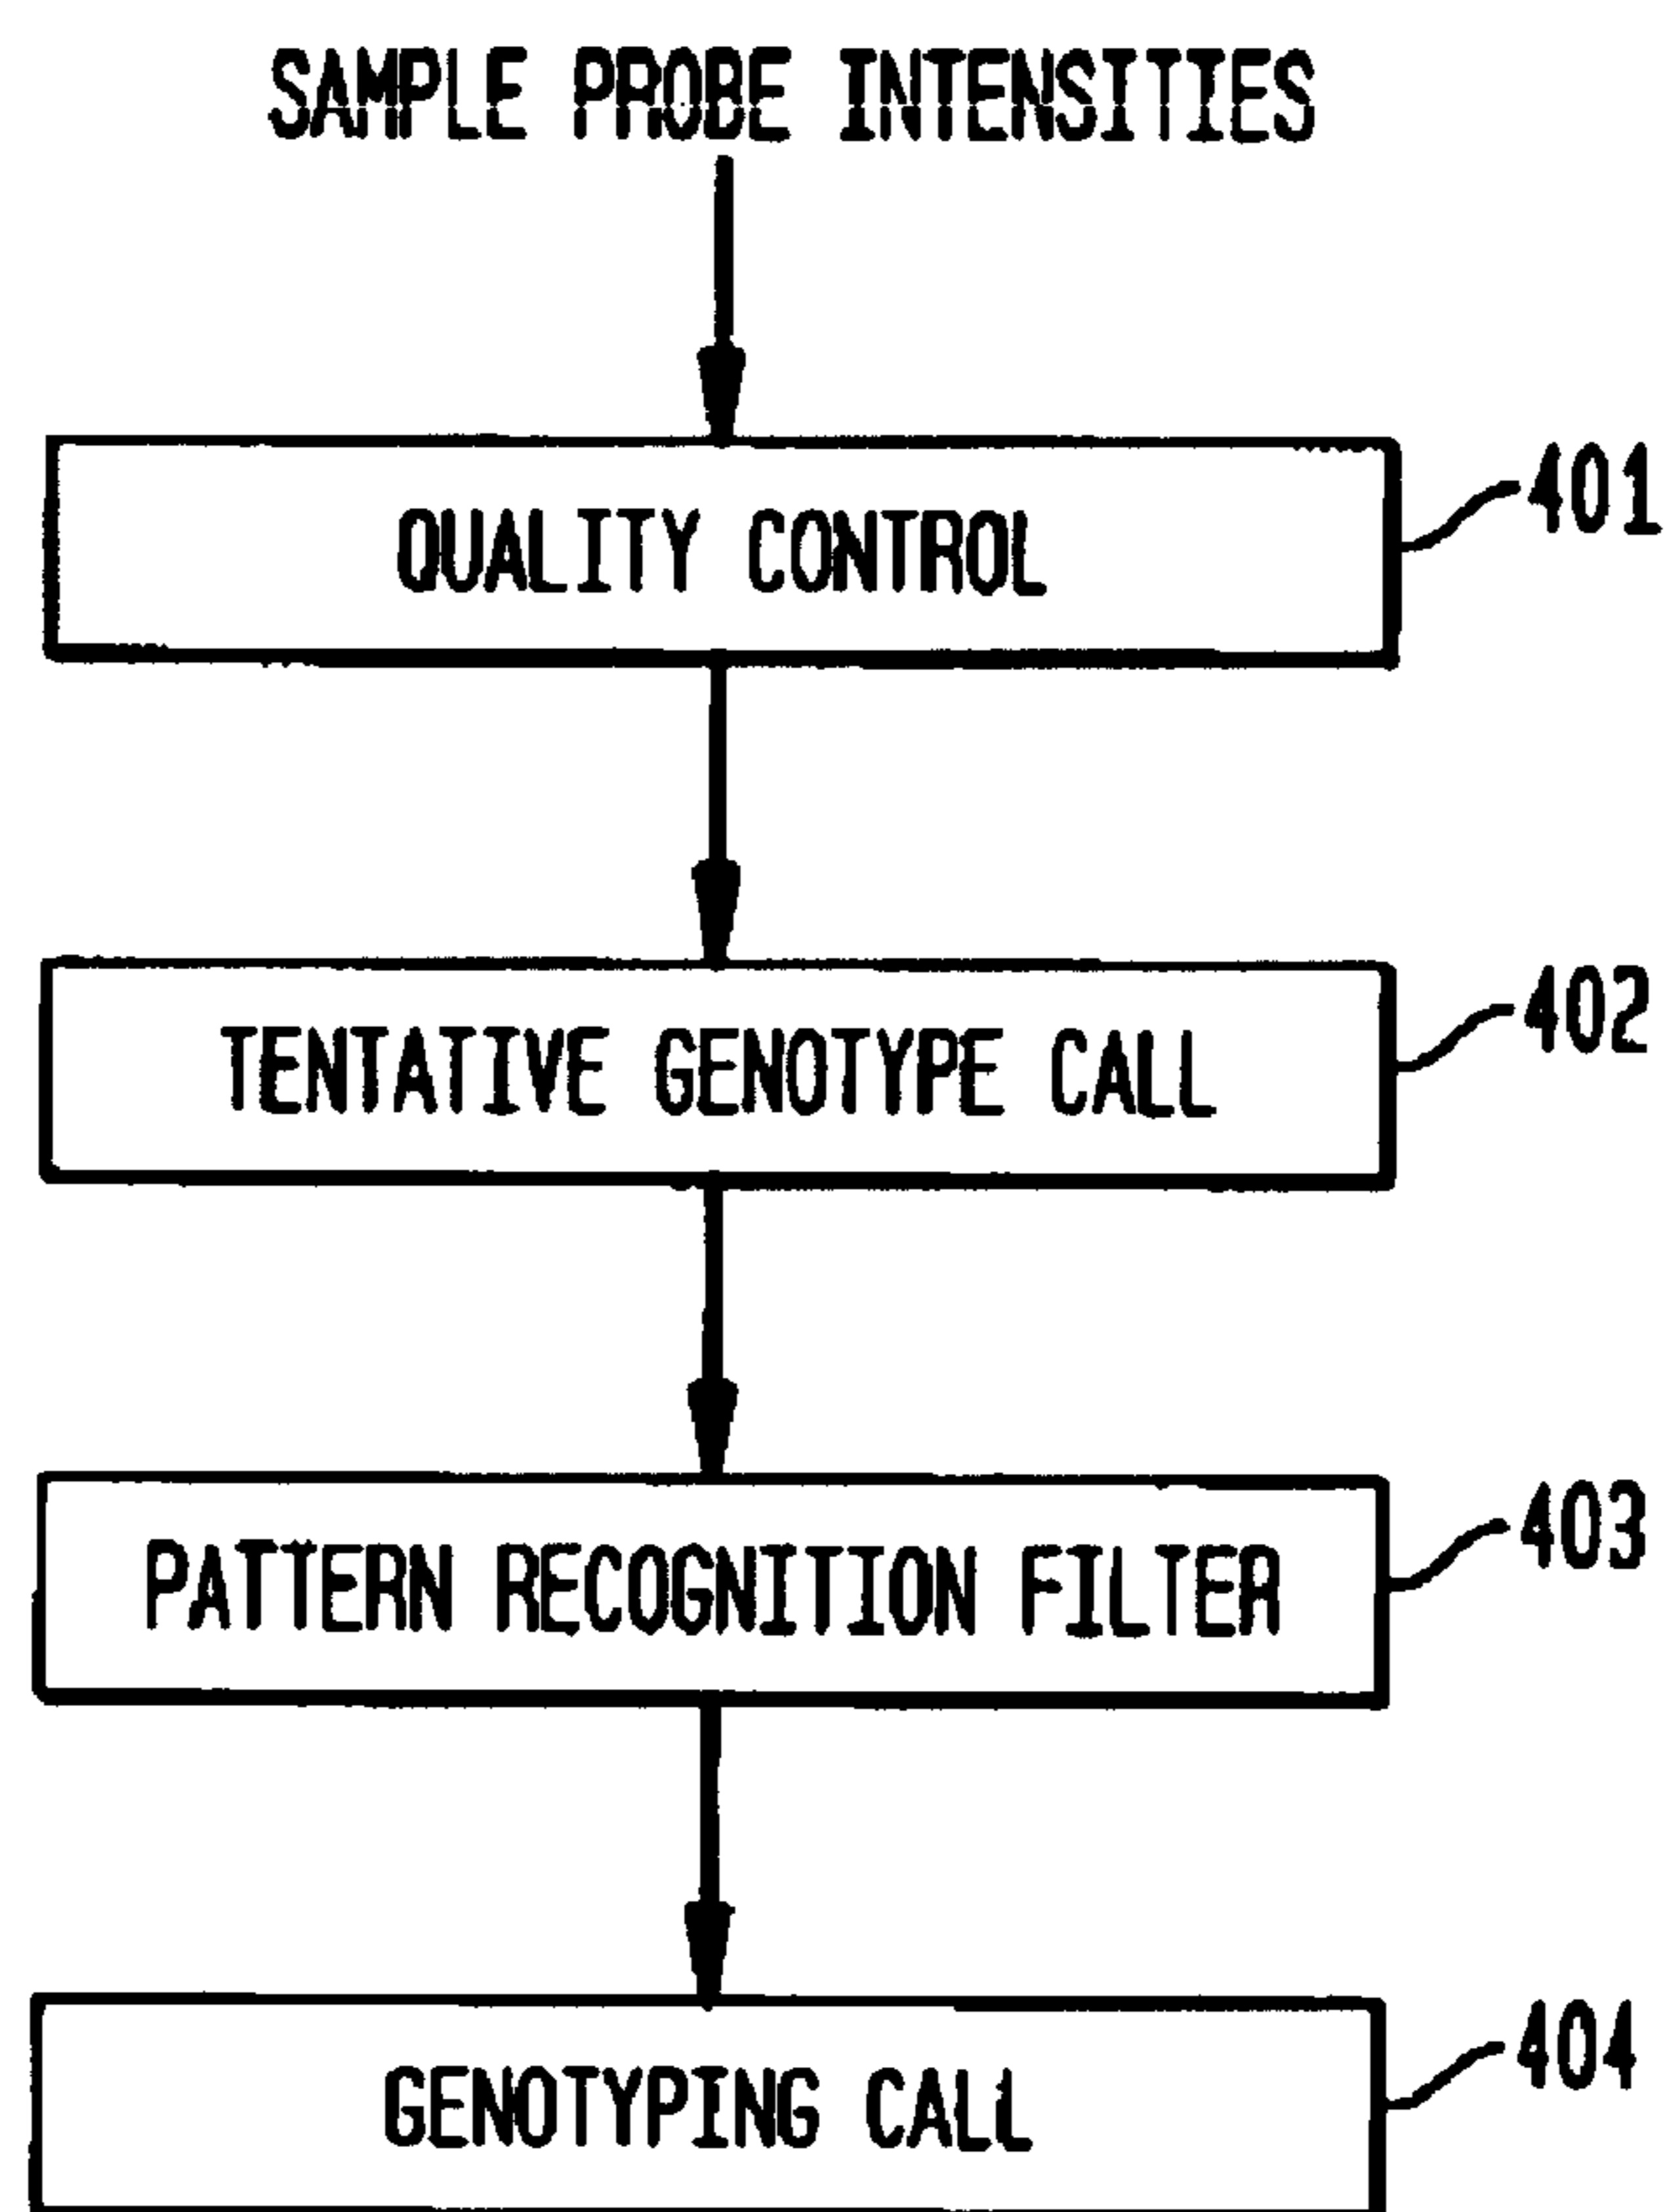 SAMPLE PROBE INTENSITIES
QUALITY CONTROL
401
TENTATIVE GENOTYPE CALL
402
PATTERN RECOGNITION FILTER
403
GENOTYPING CALL
404